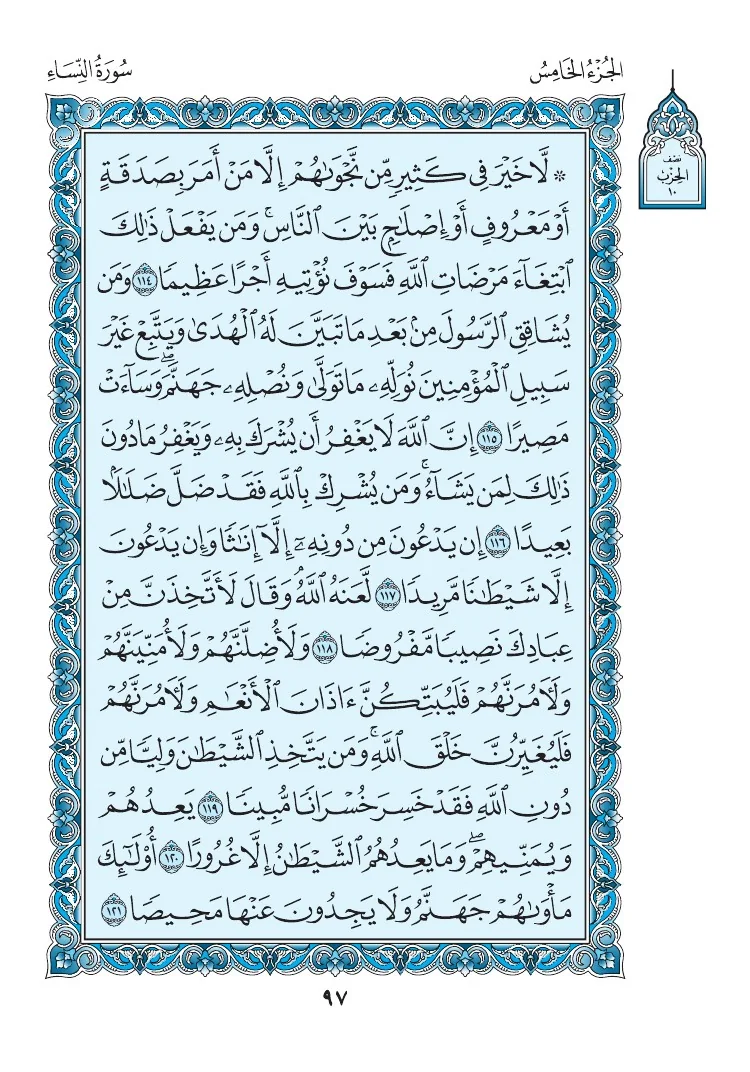 الجُزْءُ الخَامِسُ
سُورَةُ النِّسَاءِ
نصف
الحزب
١٠
* لَّا خَيْرَ فِي كَثِيرٍ مِّن نَّجْوَىٰهُمْ إِلَّا مَنْ أَمَرَ بِصَدَقَةٍ
أَوْ مَعْرُوفٍ أَوْ إِصْلَٰحٍۭ بَيْنَ ٱلنَّاسِۚ وَمَن يَفْعَلْ ذَٰلِكَ
ٱبْتِغَآءَ مَرْضَاتِ ٱللَّهِ فَسَوْفَ نُؤْتِيهِ أَجْرًا عَظِيمًا ١١٤ وَمَن
يُشَاقِقِ ٱلرَّسُولَ مِنۢ بَعْدِ مَا تَبَيَّنَ لَهُ ٱلْهُدَىٰ وَيَتَّبِعْ غَيْرَ
سَبِيلِ ٱلْمُؤْمِنِينَ نُوَلِّهِۦ مَا تَوَلَّىٰ وَنُصْلِهِۦ جَهَنَّمَۖ وَسَآءَتْ
مَصِيرًا ١١٥ إِنَّ ٱللَّهَ لَا يَغْفِرُ أَن يُشْرَكَ بِهِۦ وَيَغْفِرُ مَا دُونَ
ذَٰلِكَ لِمَن يَشَآءُۚ وَمَن يُشْرِكْ بِٱللَّهِ فَقَدْ ضَلَّ ضَلَٰلًۢا
بَعِيدًا ١١٦ إِن يَدْعُونَ مِن دُونِهِۦٓ إِلَّآ إِنَٰثًا وَإِن يَدْعُونَ
إِلَّا شَيْطَٰنًا مَّرِيدًا ١١٧ لَّعَنَهُ ٱللَّهُۘ وَقَالَ لَأَتَّخِذَنَّ مِنْ
عِبَادِكَ نَصِيبًا مَّفْرُوضًا ١١٨ وَلَأُضِلَّنَّهُمْ وَلَأُمَنِّيَنَّهُمْ
وَلَءَامُرَنَّهُمْ فَلَيُبَتِّكُنَّ ءَاذَانَ ٱلْأَنْعَٰمِ وَلَءَامُرَنَّهُمْ
فَلَيُغَيِّرُنَّ خَلْقَ ٱللَّهِۚ وَمَن يَتَّخِذِ ٱلشَّيْطَٰنَ وَلِيًّا مِّن
دُونِ ٱللَّهِ فَقَدْ خَسِرَ خُسْرَانًا مُّبِينًا ١١٩ يَعِدُهُمْ
وَيُمَنِّيهِمْۖ وَمَا يَعِدُهُمُ ٱلشَّيْطَٰنُ إِلَّا غُرُورًا ١٢٠ أُو۟لَٰٓئِكَ
مَأْوَىٰهُمْ جَهَنَّمُ وَلَا يَجِدُونَ عَنْهَا مَحِيصًا ١٢١
٩٧